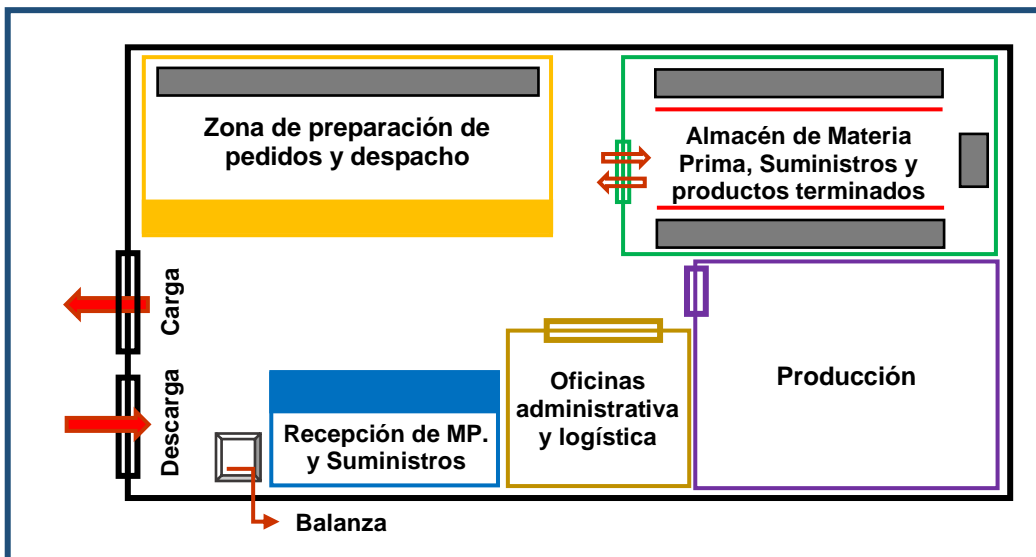 Zona de preparación de
pedidos y despacho
Almacén de Materia
Prima, Suministros y
productos terminados
Carga
Descarga
Recepción de MP.
y Suministros
Oficinas
administrativa
y logística
Producción
Balanza